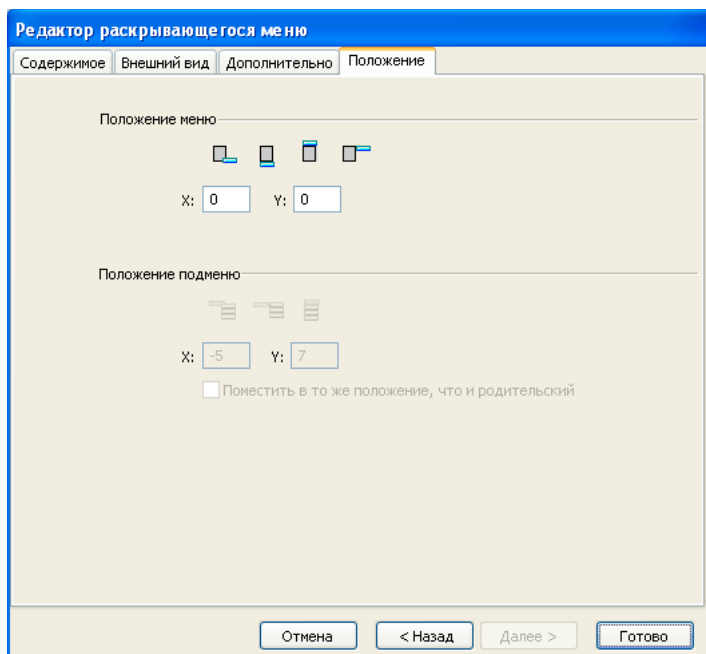 Редактор раскрывающегося меню
Содержимое Внешний вид Дополнительно Положение
Положение меню
X: 0 Y: 0
Положение подменю
X: -5 Y: 7
Поместить в то же положение, что и родительский
Отмена < Назад Далее > Готово